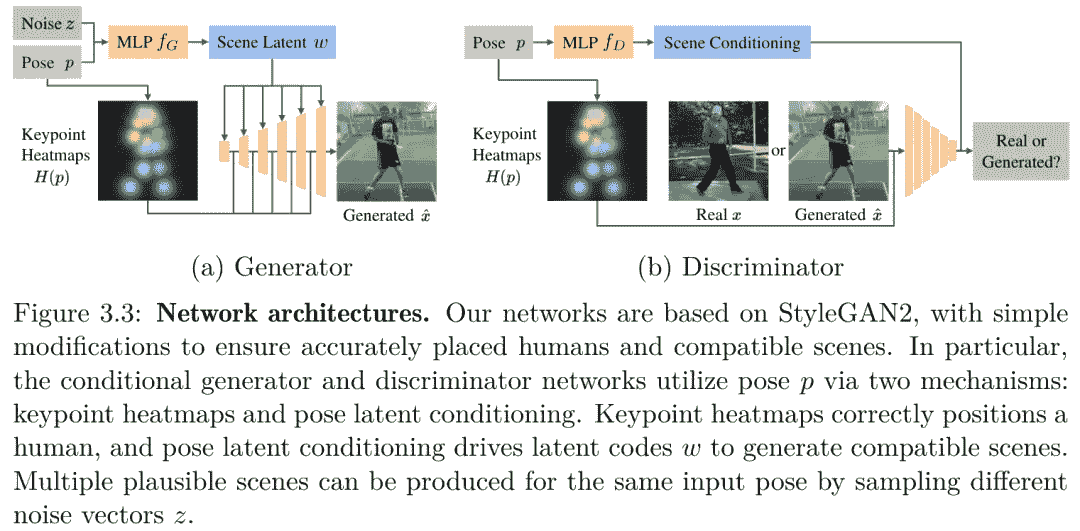 Noise z
Pose p
MLP f_G
Scene Latent w
Keypoint
Heatmaps
H(p)
Generated x̂
(a) Generator
Pose p
MLP f_D
Scene Conditioning
Keypoint
Heatmaps
H(p)
or
Real x
Generated x̂
Real or
Generated?
(b) Discriminator
Figure 3.3: Network architectures. Our networks are based on StyleGAN2, with simple
modifications to ensure accurately placed humans and compatible scenes. In particular,
the conditional generator and discriminator networks utilize pose p via two mechanisms:
keypoint heatmaps and pose latent conditioning. Keypoint heatmaps correctly positions a
human, and pose latent conditioning drives latent codes w to generate compatible scenes.
Multiple plausible scenes can be produced for the same input pose by sampling different
noise vectors z.